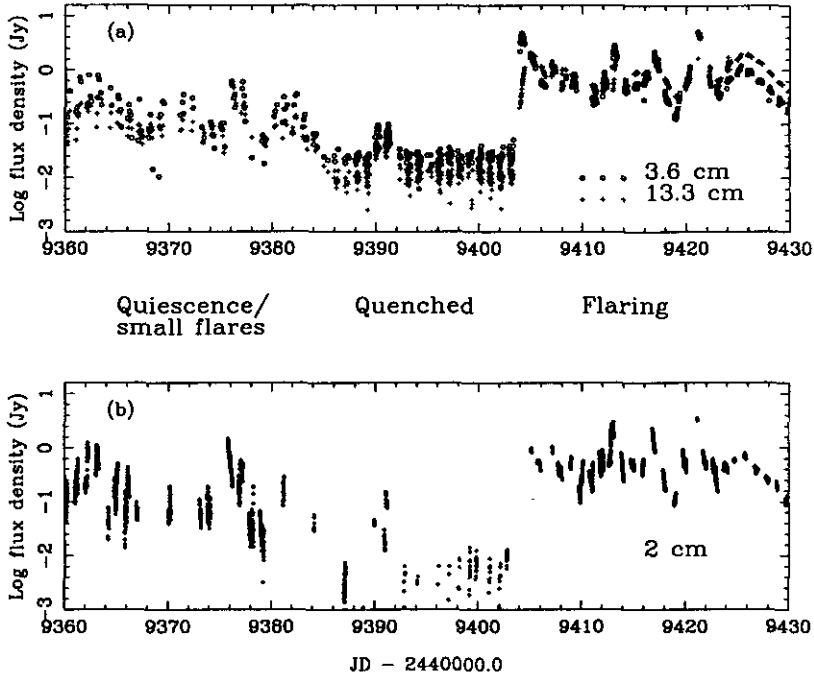 (a)
Log flux density (Jy)
1
0
-1
-2
-3
3.6 cm
13.3 cm
9360 9370 9380 9390 9400 9410 9420 9430
Quiescence/ Quenched Flaring
small flares
(b)
Log flux density (Jy)
1
0
-1
-2
-3
2 cm
9360 9370 9380 9390 9400 9410 9420 9430
JD - 2440000.0